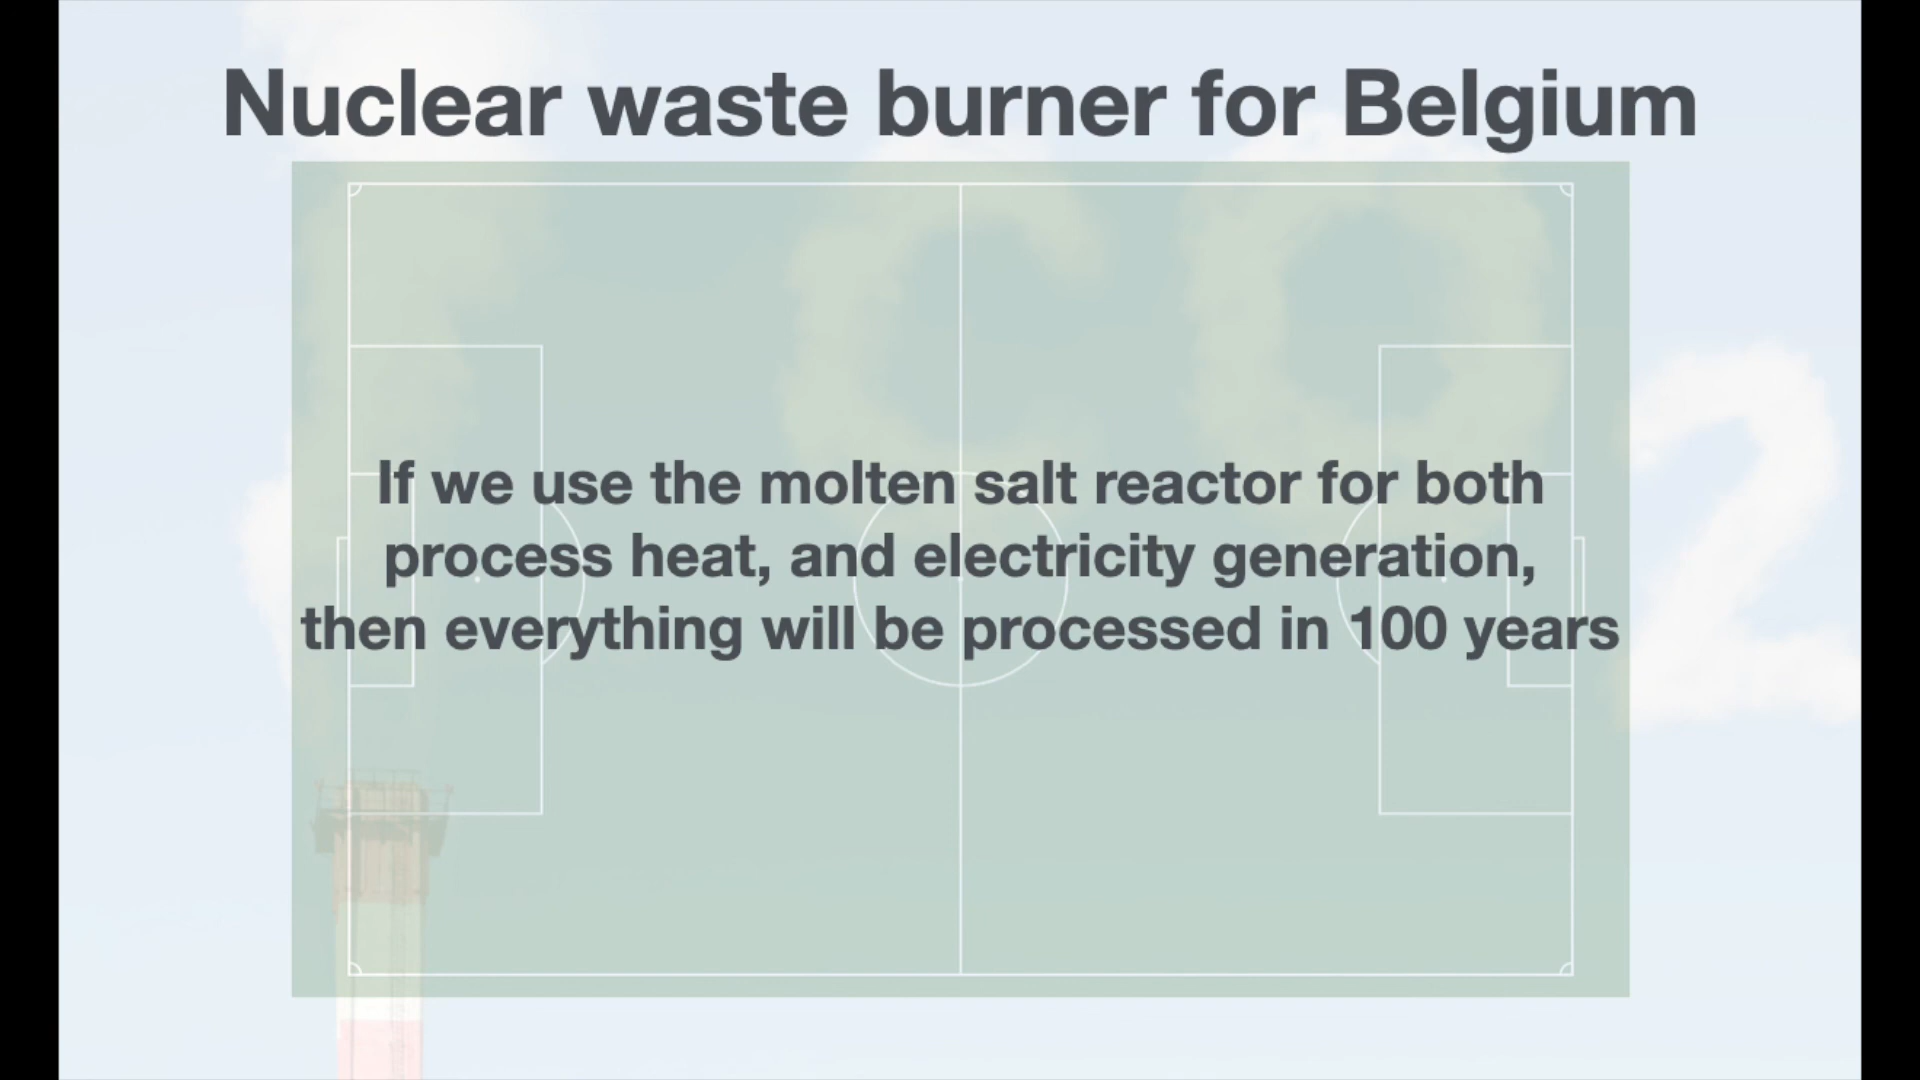 Nuclear waste burner for Belgium
If we use the molten salt reactor for both
process heat, and electricity generation,
then everything will be processed in 100 years
CO2